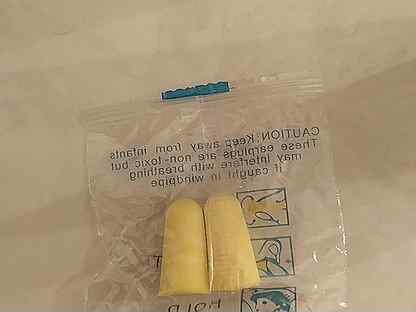 CAUTION: Keep away from infants
These earplugs are non-toxic but
may interfere with breathing
if caught in windpipe
HOLD